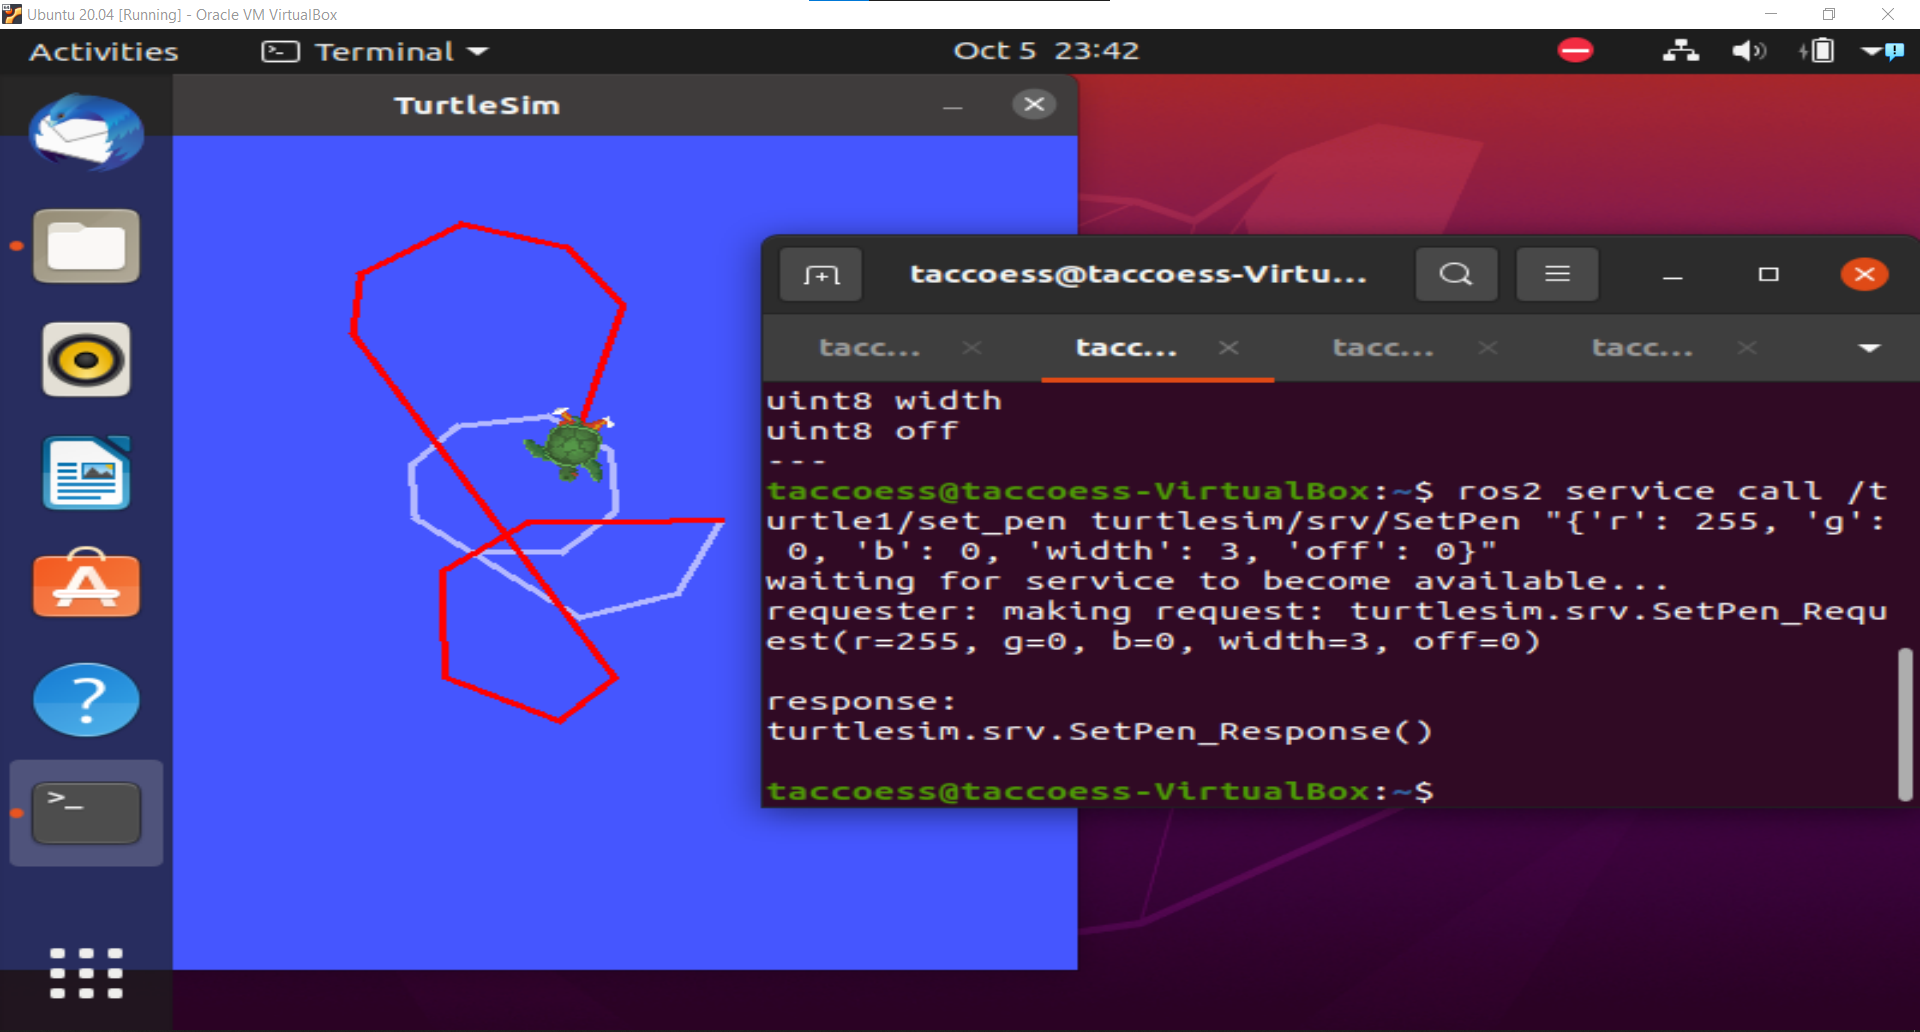 Ubuntu 20.04 [Running] - Oracle VM VirtualBox
Activities
Terminal
Oct 5 23:42
TurtleSim
taccoess@taccoess-Virtu...
tacc...
tacc...
tacc...
tacc...
uint8 width
uint8 off
---
taccoess@taccoess-VirtualBox:~$ ros2 service call /t
urtle1/set_pen turtlesim/srv/SetPen "{'r': 255, 'g':
 0, 'b': 0, 'width': 3, 'off': 0}"
waiting for service to become available...
requester: making request: turtlesim.srv.SetPen_Requ
est(r=255, g=0, b=0, width=3, off=0)
response:
turtlesim.srv.SetPen_Response()
taccoess@taccoess-VirtualBox:~$